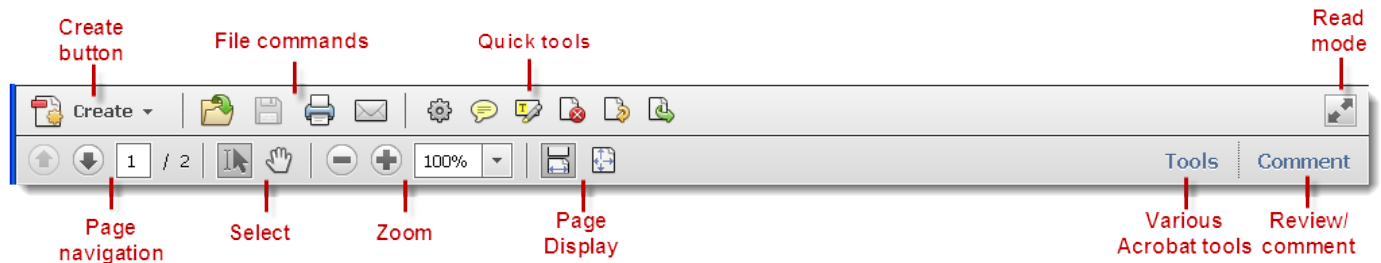 Create
button
File commands
Quick tools
Read
mode
Create
1 / 2
100%
Tools
Comment
Page
navigation
Select
Zoom
Page
Display
Various
Acrobat tools
Review/
comment